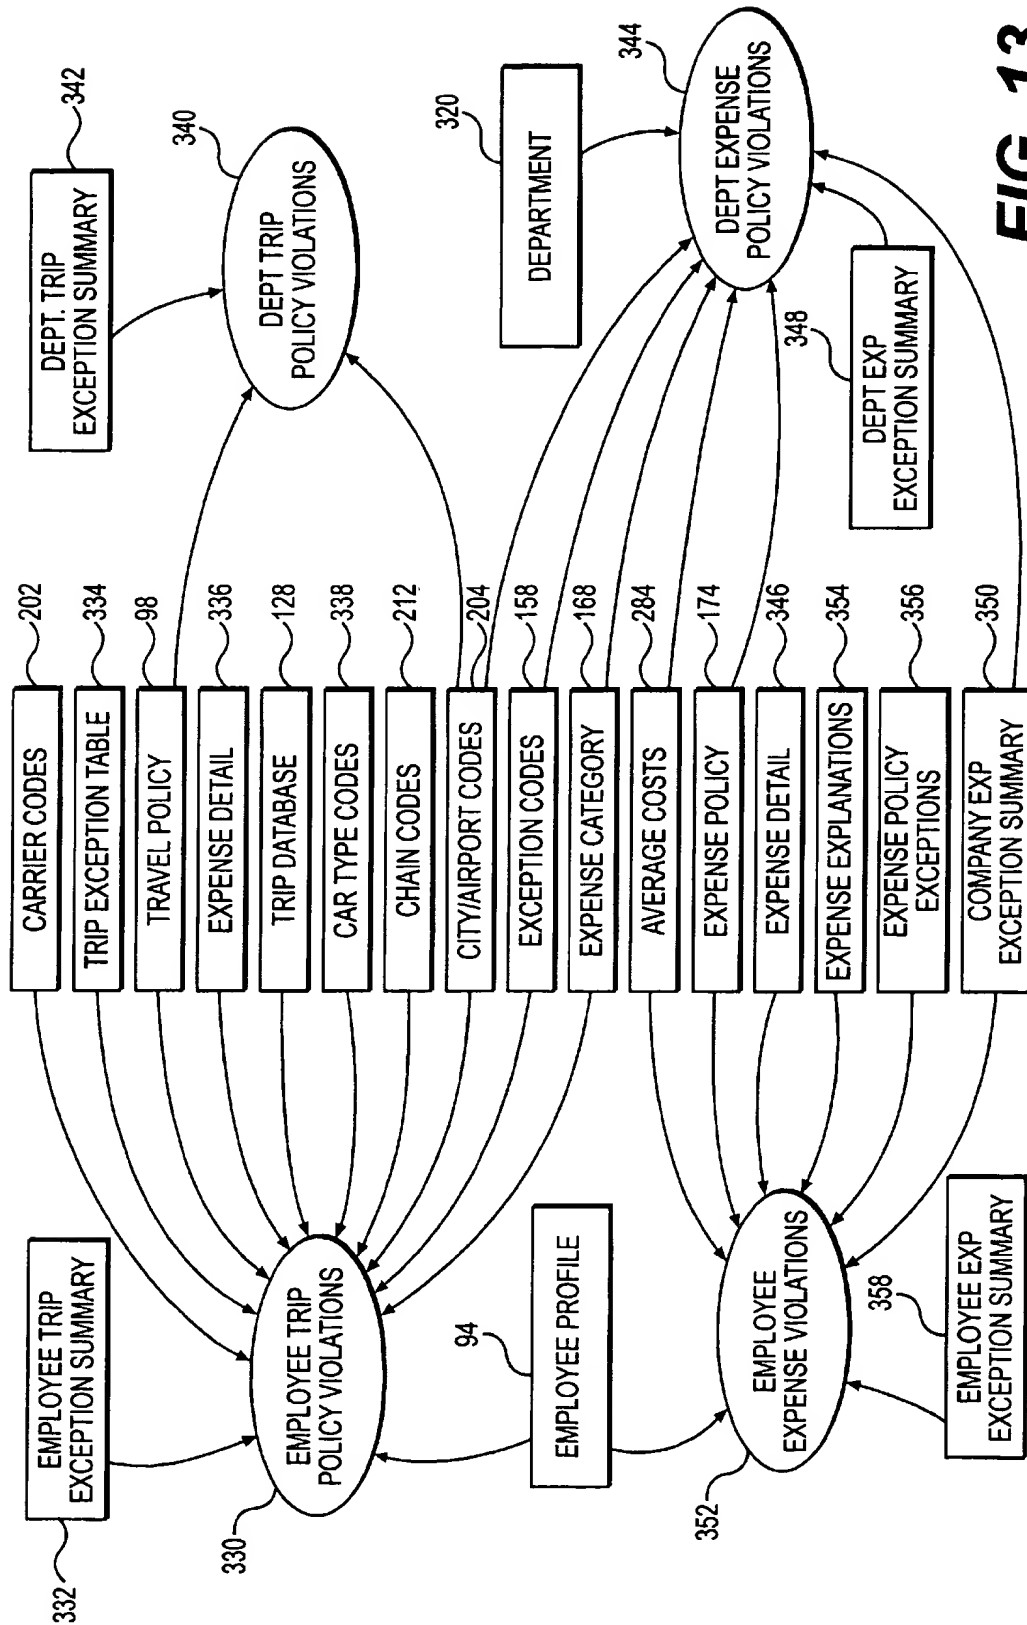 332
EMPLOYEE TRIP
EXCEPTION SUMMARY
330
EMPLOYEE TRIP
POLICY VIOLATIONS
94
EMPLOYEE PROFILE
352
EMPLOYEE
EXPENSE VIOLATIONS
358
EMPLOYEE EXP
EXCEPTION SUMMARY
CARRIER CODES
202
TRIP EXCEPTION TABLE
334
TRAVEL POLICY
98
EXPENSE DETAIL
336
TRIP DATABASE
128
CAR TYPE CODES
338
CHAIN CODES
212
CITY/AIRPORT CODES
204
EXCEPTION CODES
158
EXPENSE CATEGORY
168
AVERAGE COSTS
284
EXPENSE POLICY
174
EXPENSE DETAIL
346
EXPENSE EXPLANATIONS
354
EXPENSE POLICY
EXCEPTIONS
356
COMPANY EXP
EXCEPTION SUMMARY
350
DEPT. TRIP
EXCEPTION SUMMARY
342
340
DEPT TRIP
POLICY VIOLATIONS
320
DEPARTMENT
344
DEPT EXPENSE
POLICY VIOLATIONS
348
DEPT EXP
EXCEPTION SUMMARY
FIG. 13